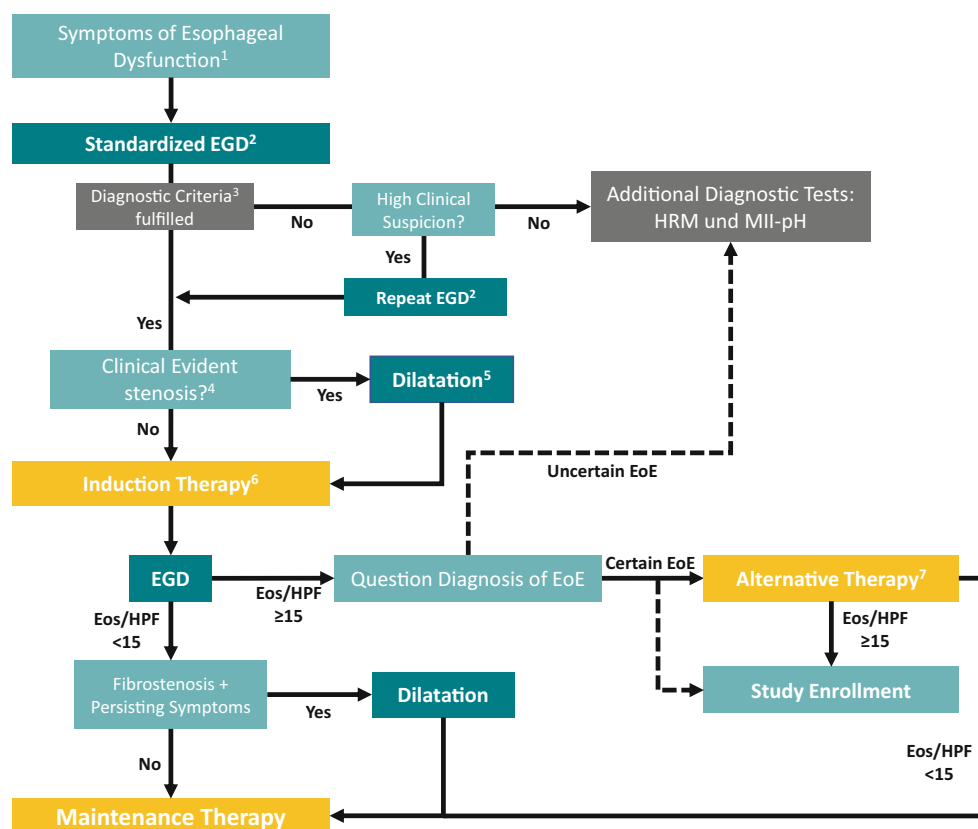 Symptoms of Esophageal
Dysfunction¹
Standardized EGD²
Diagnostic Criteria³
fulfilled
No
High Clinical
Suspicion?
No
Additional Diagnostic Tests:
HRM und MII-pH
Yes
Repeat EGD²
Yes
Clinical Evident
stenosis?⁴
Yes
Dilatation⁵
No
Induction Therapy⁶
Uncertain EoE
EGD
Eos/HPF
≥15
Question Diagnosis of EoE
Certain EoE
Alternative Therapy⁷
Eos/HPF
<15
Eos/HPF
≥15
Fibrostenosis +
Persisting Symptoms
Yes
Dilatation
Study Enrollment
No
Eos/HPF
<15
Maintenance Therapy